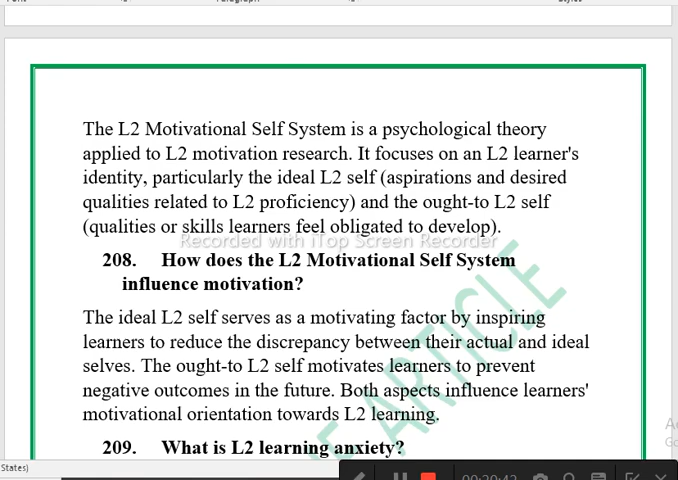 The L2 Motivational Self System is a psychological theory
applied to L2 motivation research. It focuses on an L2 learner's
identity, particularly the ideal L2 self (aspirations and desired
qualities related to L2 proficiency) and the ought-to L2 self
(qualities or skills learners feel obligated to develop).
Recorded with iTop Screen Recorder
208. How does the L2 Motivational Self System
influence motivation?
The ideal L2 self serves as a motivating factor by inspiring
learners to reduce the discrepancy between their actual and ideal
selves. The ought-to L2 self motivates learners to prevent
negative outcomes in the future. Both aspects influence learners'
motivational orientation towards L2 learning.
ARTICLE
209. What is L2 learning anxiety?
States)